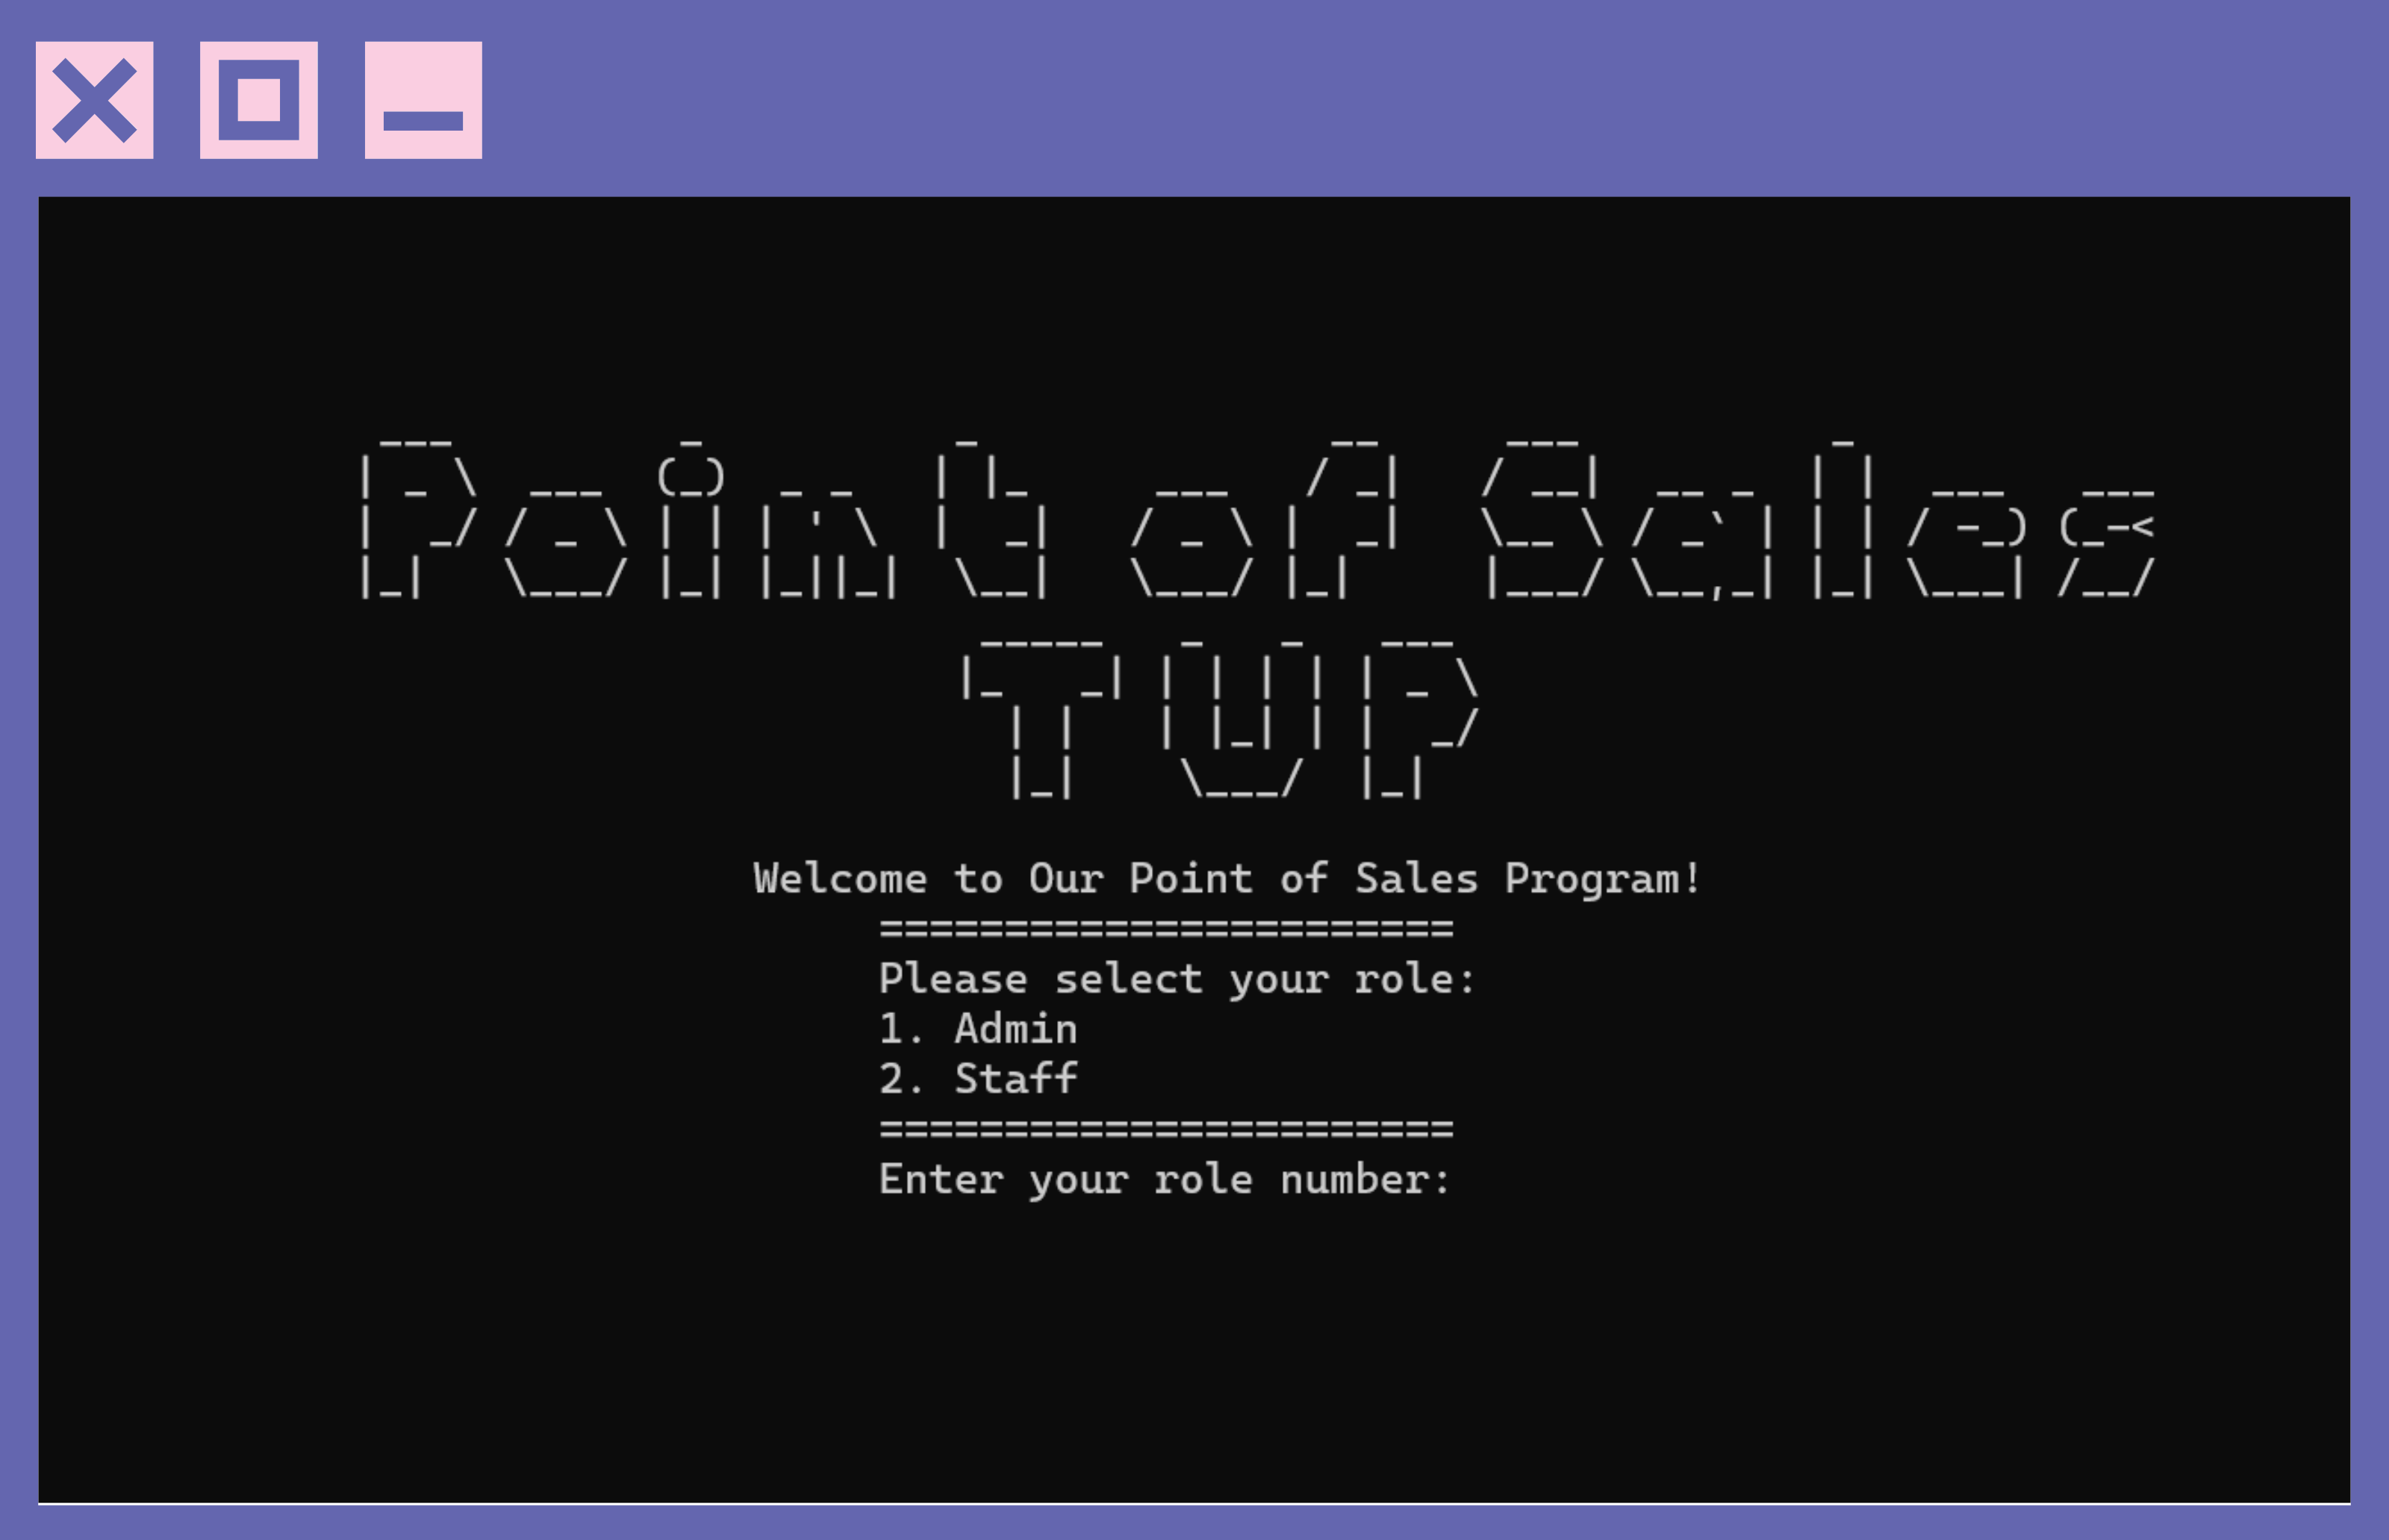 Point of Sales
TUP
Welcome to Our Point of Sales Program!
=======================
Please select your role:
1. Admin
2. Staff
=======================
Enter your role number: